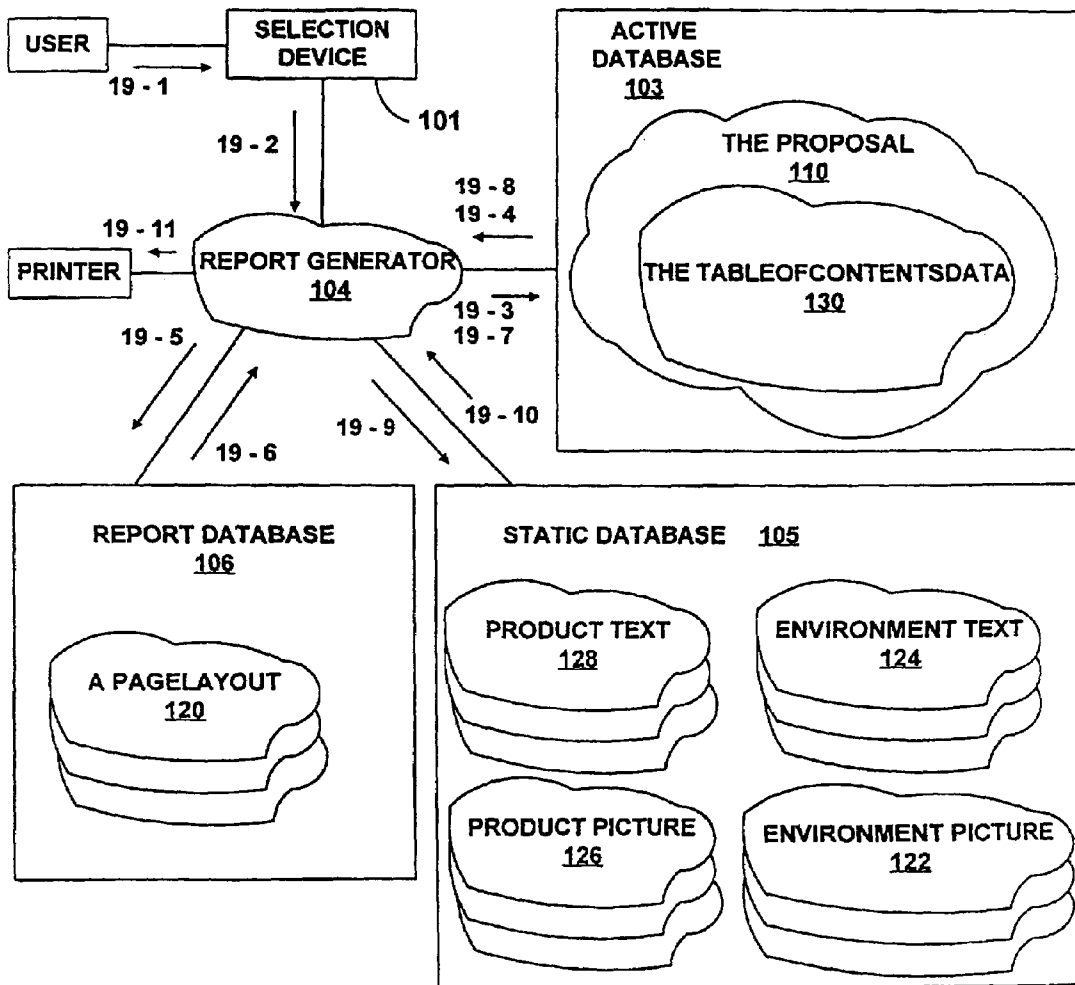 USER
SELECTION
DEVICE
19 - 1
101
19 - 2
ACTIVE
DATABASE
103
THE PROPOSAL
110
THE TABLEOFCONTENTSDATA
130
19 - 8
19 - 4
19 - 11
PRINTER
REPORT GENERATOR
104
19 - 3
19 - 7
19 - 5
19 - 6
19 - 9
19 - 10
REPORT DATABASE
106
A PAGELAYOUT
120
STATIC DATABASE 105
PRODUCT TEXT
128
ENVIRONMENT TEXT
124
PRODUCT PICTURE
126
ENVIRONMENT PICTURE
122